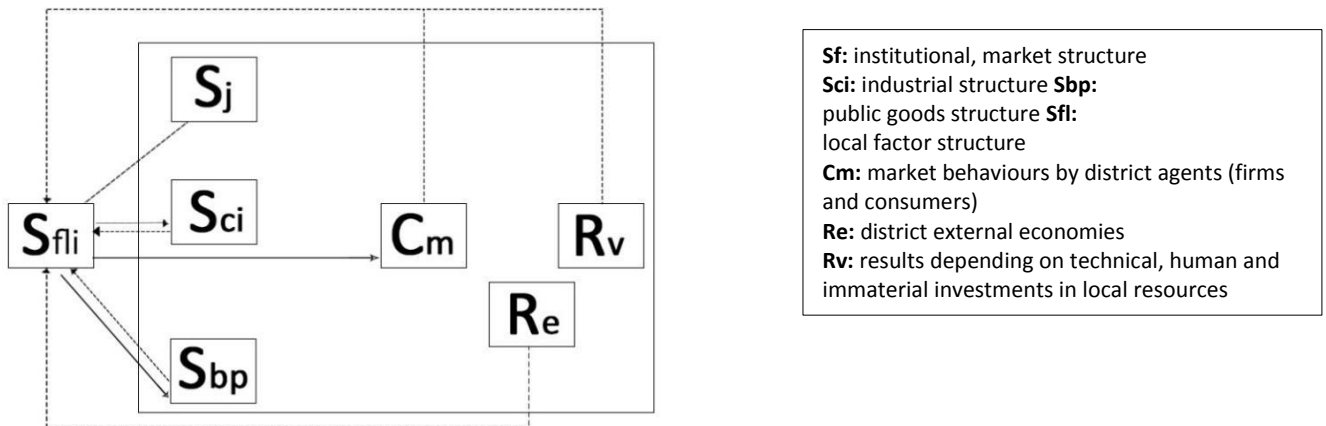 Sj
Sci
Sfli
Cm
Rv
Re
Sbp
Sf: institutional, market structure
Sci: industrial structure Sbp:
public goods structure Sfl:
local factor structure
Cm: market behaviours by district agents (firms
and consumers)
Re: district external economies
Rv: results depending on technical, human and
immaterial investments in local resources